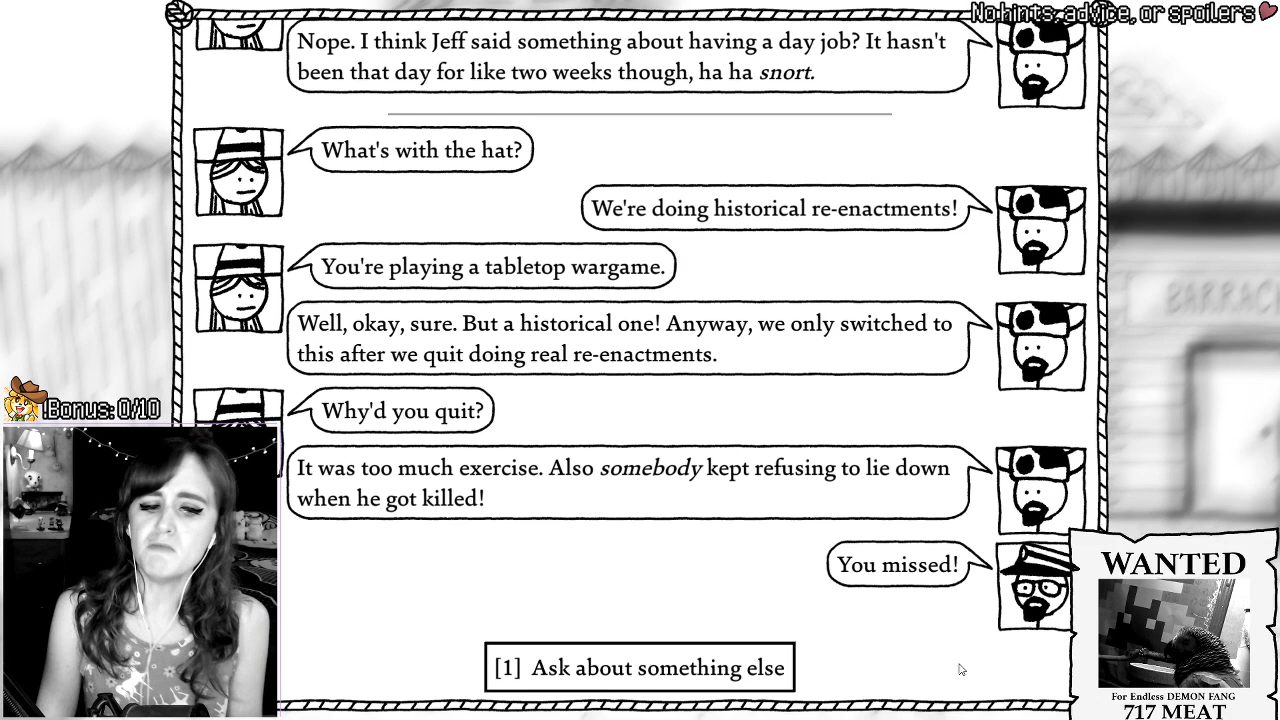 No hints, advice, or spoilers
Nope. I think Jeff said something about having a day job? It hasn't
been that day for like two weeks though, ha ha snort.
What's with the hat?
We're doing historical re-enactments!
You're playing a tabletop wargame.
Well, okay, sure. But a historical one! Anyway, we only switched to
this after we quit doing real re-enactments.
BARRAC
Why'd you quit?
!Bonus: 0/10
It was too much exercise. Also somebody kept refusing to lie down
when he got killed!
You missed!
WANTED
[1] Ask about something else
For Endless DEMON FANG
717 MEAT